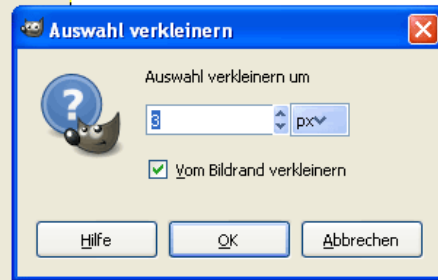 Auswahl verkleinern
Auswahl verkleinern um
3 px
Vom Bildrand verkleinern
Hilfe OK Abbrechen